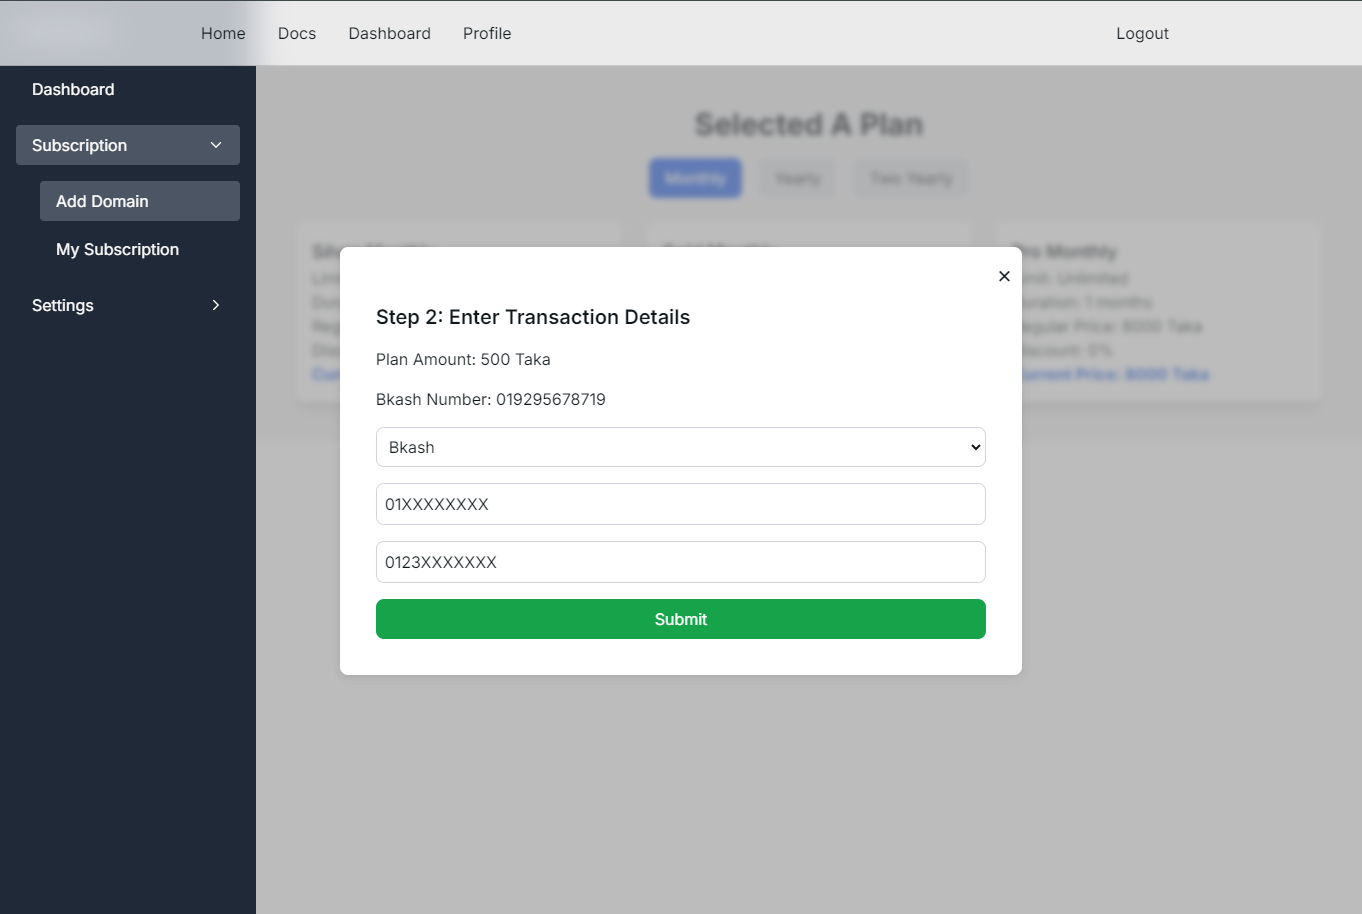 Home Docs Dashboard Profile Logout
Dashboard
Subscription
Add Domain
My Subscription
Settings
Selected A Plan
Monthly Yearly Two Yearly
Pro Monthly
Limit: Unlimited
Duration: 1 months
Regular Price: 8000 Taka
Discount: 0%
Current Price: 8000 Taka
Step 2: Enter Transaction Details
Plan Amount: 500 Taka
Bkash Number: 019295678719
Bkash
01XXXXXXXX
0123XXXXXXX
Submit